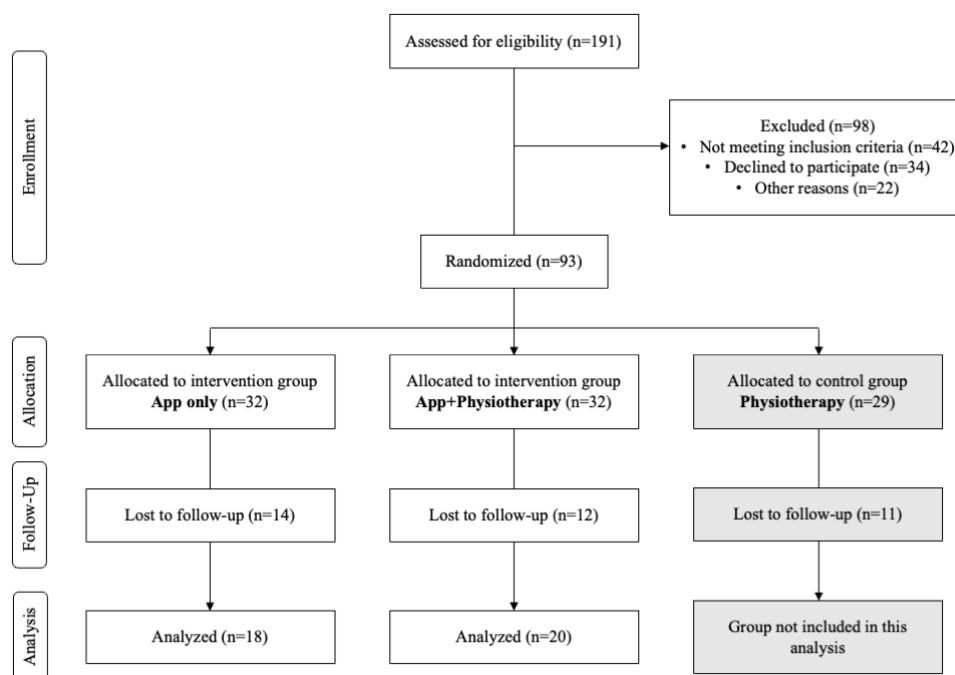 Assessed for eligibility (n=191)
Enrollment
Excluded (n=98)
• Not meeting inclusion criteria (n=42)
• Declined to participate (n=34)
• Other reasons (n=22)
Randomized (n=93)
Allocation
Allocated to intervention group
App only (n=32)
Allocated to intervention group
App+Physiotherapy (n=32)
Allocated to control group
Physiotherapy (n=29)
Follow-Up
Lost to follow-up (n=14)
Lost to follow-up (n=12)
Lost to follow-up (n=11)
Analysis
Analyzed (n=18)
Analyzed (n=20)
Group not included in this
analysis